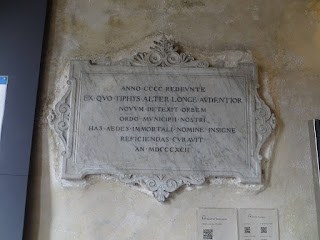 ANNO CCCC REDEVNTE
EX QVO TIPHYS ALTER LONGE AVDENTIOR
NOVVM DETEXIT ORBEM
ORDO MVNICIPII NOSTRI
HAS AEDES IMMORTALI NOMINE INSIGNE
REFICIENDAS CVRAVIT
AN MDCCCXCII